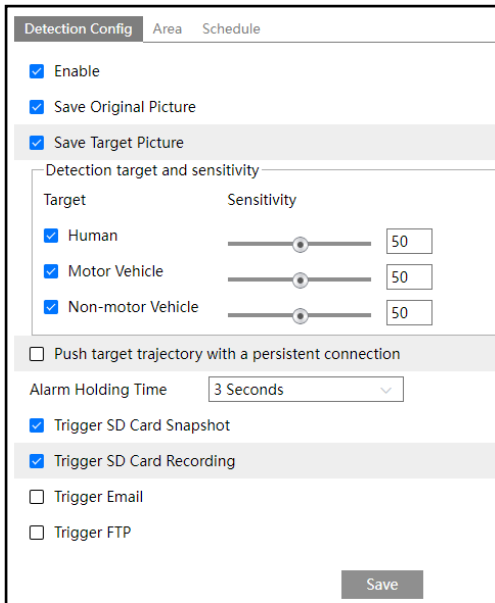 Detection Config Area Schedule
Enable
Save Original Picture
Save Target Picture
Detection target and sensitivity
Target Sensitivity
Human 50
Motor Vehicle 50
Non-motor Vehicle 50
Push target trajectory with a persistent connection
Alarm Holding Time 3 Seconds
Trigger SD Card Snapshot
Trigger SD Card Recording
Trigger Email
Trigger FTP
Save